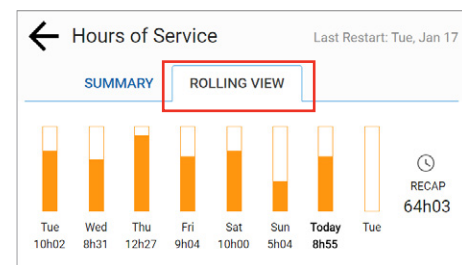 Hours of Service
Last Restart: Tue, Jan 17
SUMMARY
ROLLING VIEW
RECAP
64h03
Tue Wed Thu Fri Sat Sun Today Tue
10h02 8h31 12h27 9h04 10h00 5h04 8h55